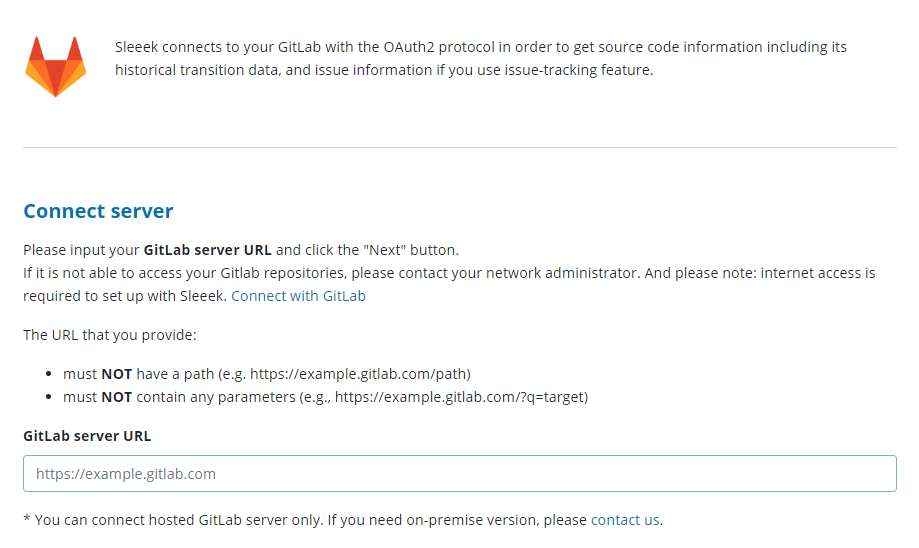 Sleeek connects to your GitLab with the OAuth2 protocol in order to get source code information including its
historical transition data, and issue information if you use issue-tracking feature.
Connect server
Please input your GitLab server URL and click the "Next" button.
If it is not able to access your Gitlab repositories, please contact your network administrator. And please note: internet access is
required to set up with Sleeek. Connect with GitLab
The URL that you provide:
• must NOT have a path (e.g. https://example.gitlab.com/path)
• must NOT contain any parameters (e.g., https://example.gitlab.com/?q=target)
GitLab server URL
https://example.gitlab.com
* You can connect hosted GitLab server only. If you need on-premise version, please contact us.